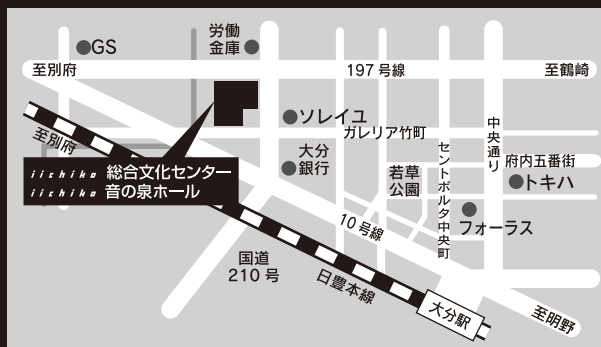 労働
金庫
GS
至別府
197号線
至鶴崎
ソレイユ
ガレリア竹町
中央通り
至別府
大分
銀行
セントポルタ中央町
府内五番街
若草
公園
トキハ
iichiko 総合文化センター
iichiko 音の泉ホール
フォーラス
10号線
国道
210号
日豊本線
大分駅
至明野